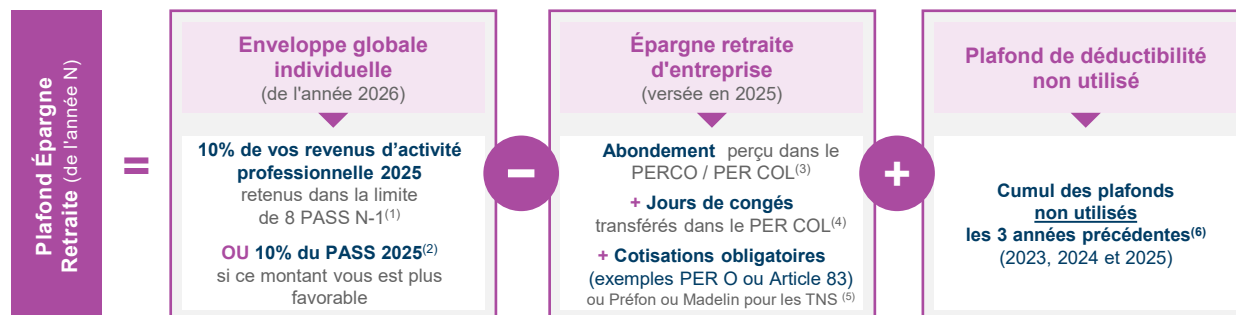 Plafond Épargne
Retraite (de l'année N)
=
Enveloppe globale
individuelle
(de l'année 2026)
10% de vos revenus d'activité
professionnelle 2025
retenus dans la limite
de 8 PASS N-1(1)
OU 10% du PASS 2025(2)
si ce montant vous est plus
favorable
−
Épargne retraite
d'entreprise
(versée en 2025)
Abondement perçu dans le
PERCO / PER COL(3)
+ Jours de congés
transférés dans le PER COL(4)
+ Cotisations obligatoires
(exemples PER O ou Article 83)
ou Préfon ou Madelin pour les TNS (5)
+
Plafond de déductibilité
non utilisé
Cumul des plafonds
non utilisés
les 3 années précédentes(6)
(2023, 2024 et 2025)